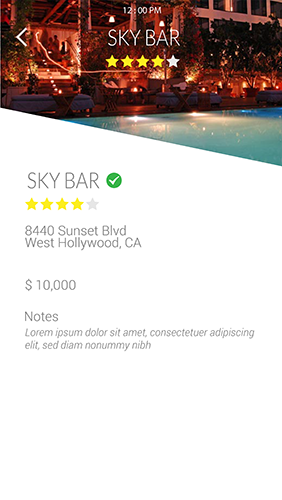 12:00 PM
SKY BAR
SKY BAR
8440 Sunset Blvd
West Hollywood, CA
$ 10,000
Notes
Lorem ipsum dolor sit amet, consectetuer adipiscing
elit, sed diam nonummy nibh